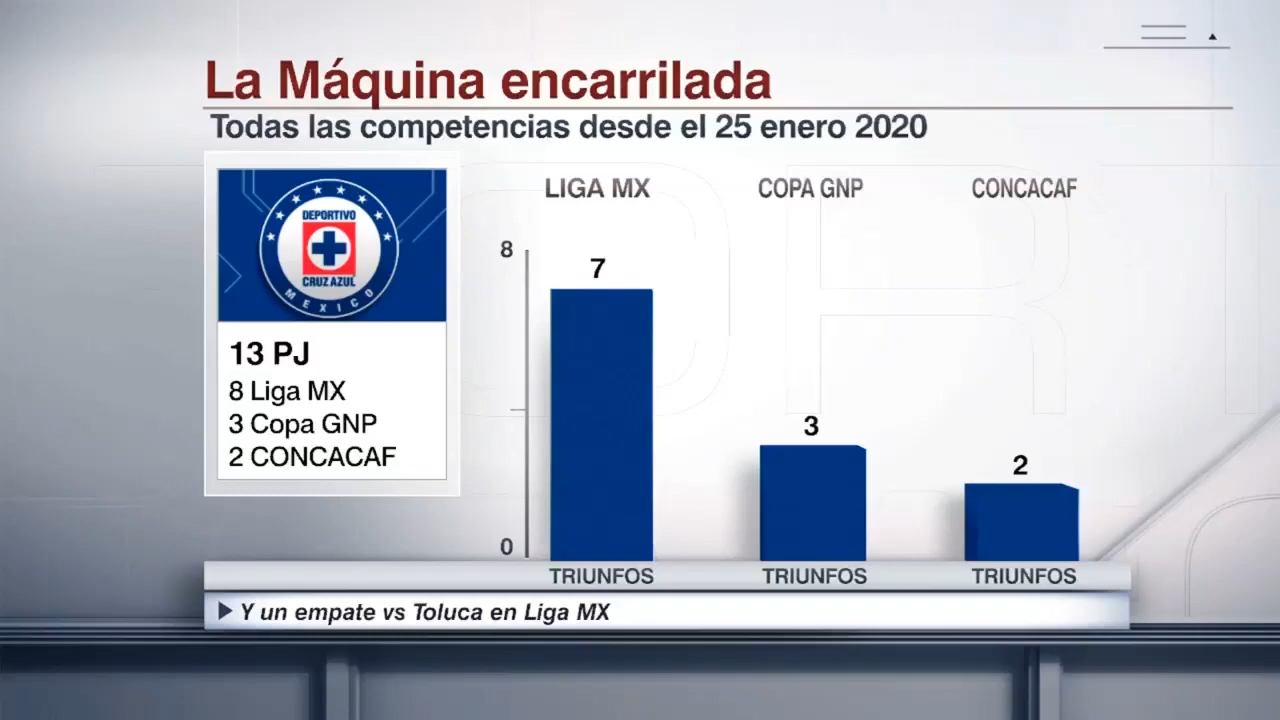 La Máquina encarrilada
Todas las competencias desde el 25 enero 2020
DEPORTIVO
CRUZ AZUL
MEXICO
13 PJ
8 Liga MX
3 Copa GNP
2 CONCACAF
LIGA MX
COPA GNP
CONCACAF
8
7
3
2
0
TRIUNFOS
TRIUNFOS
TRIUNFOS
Y un empate vs Toluca en Liga MX